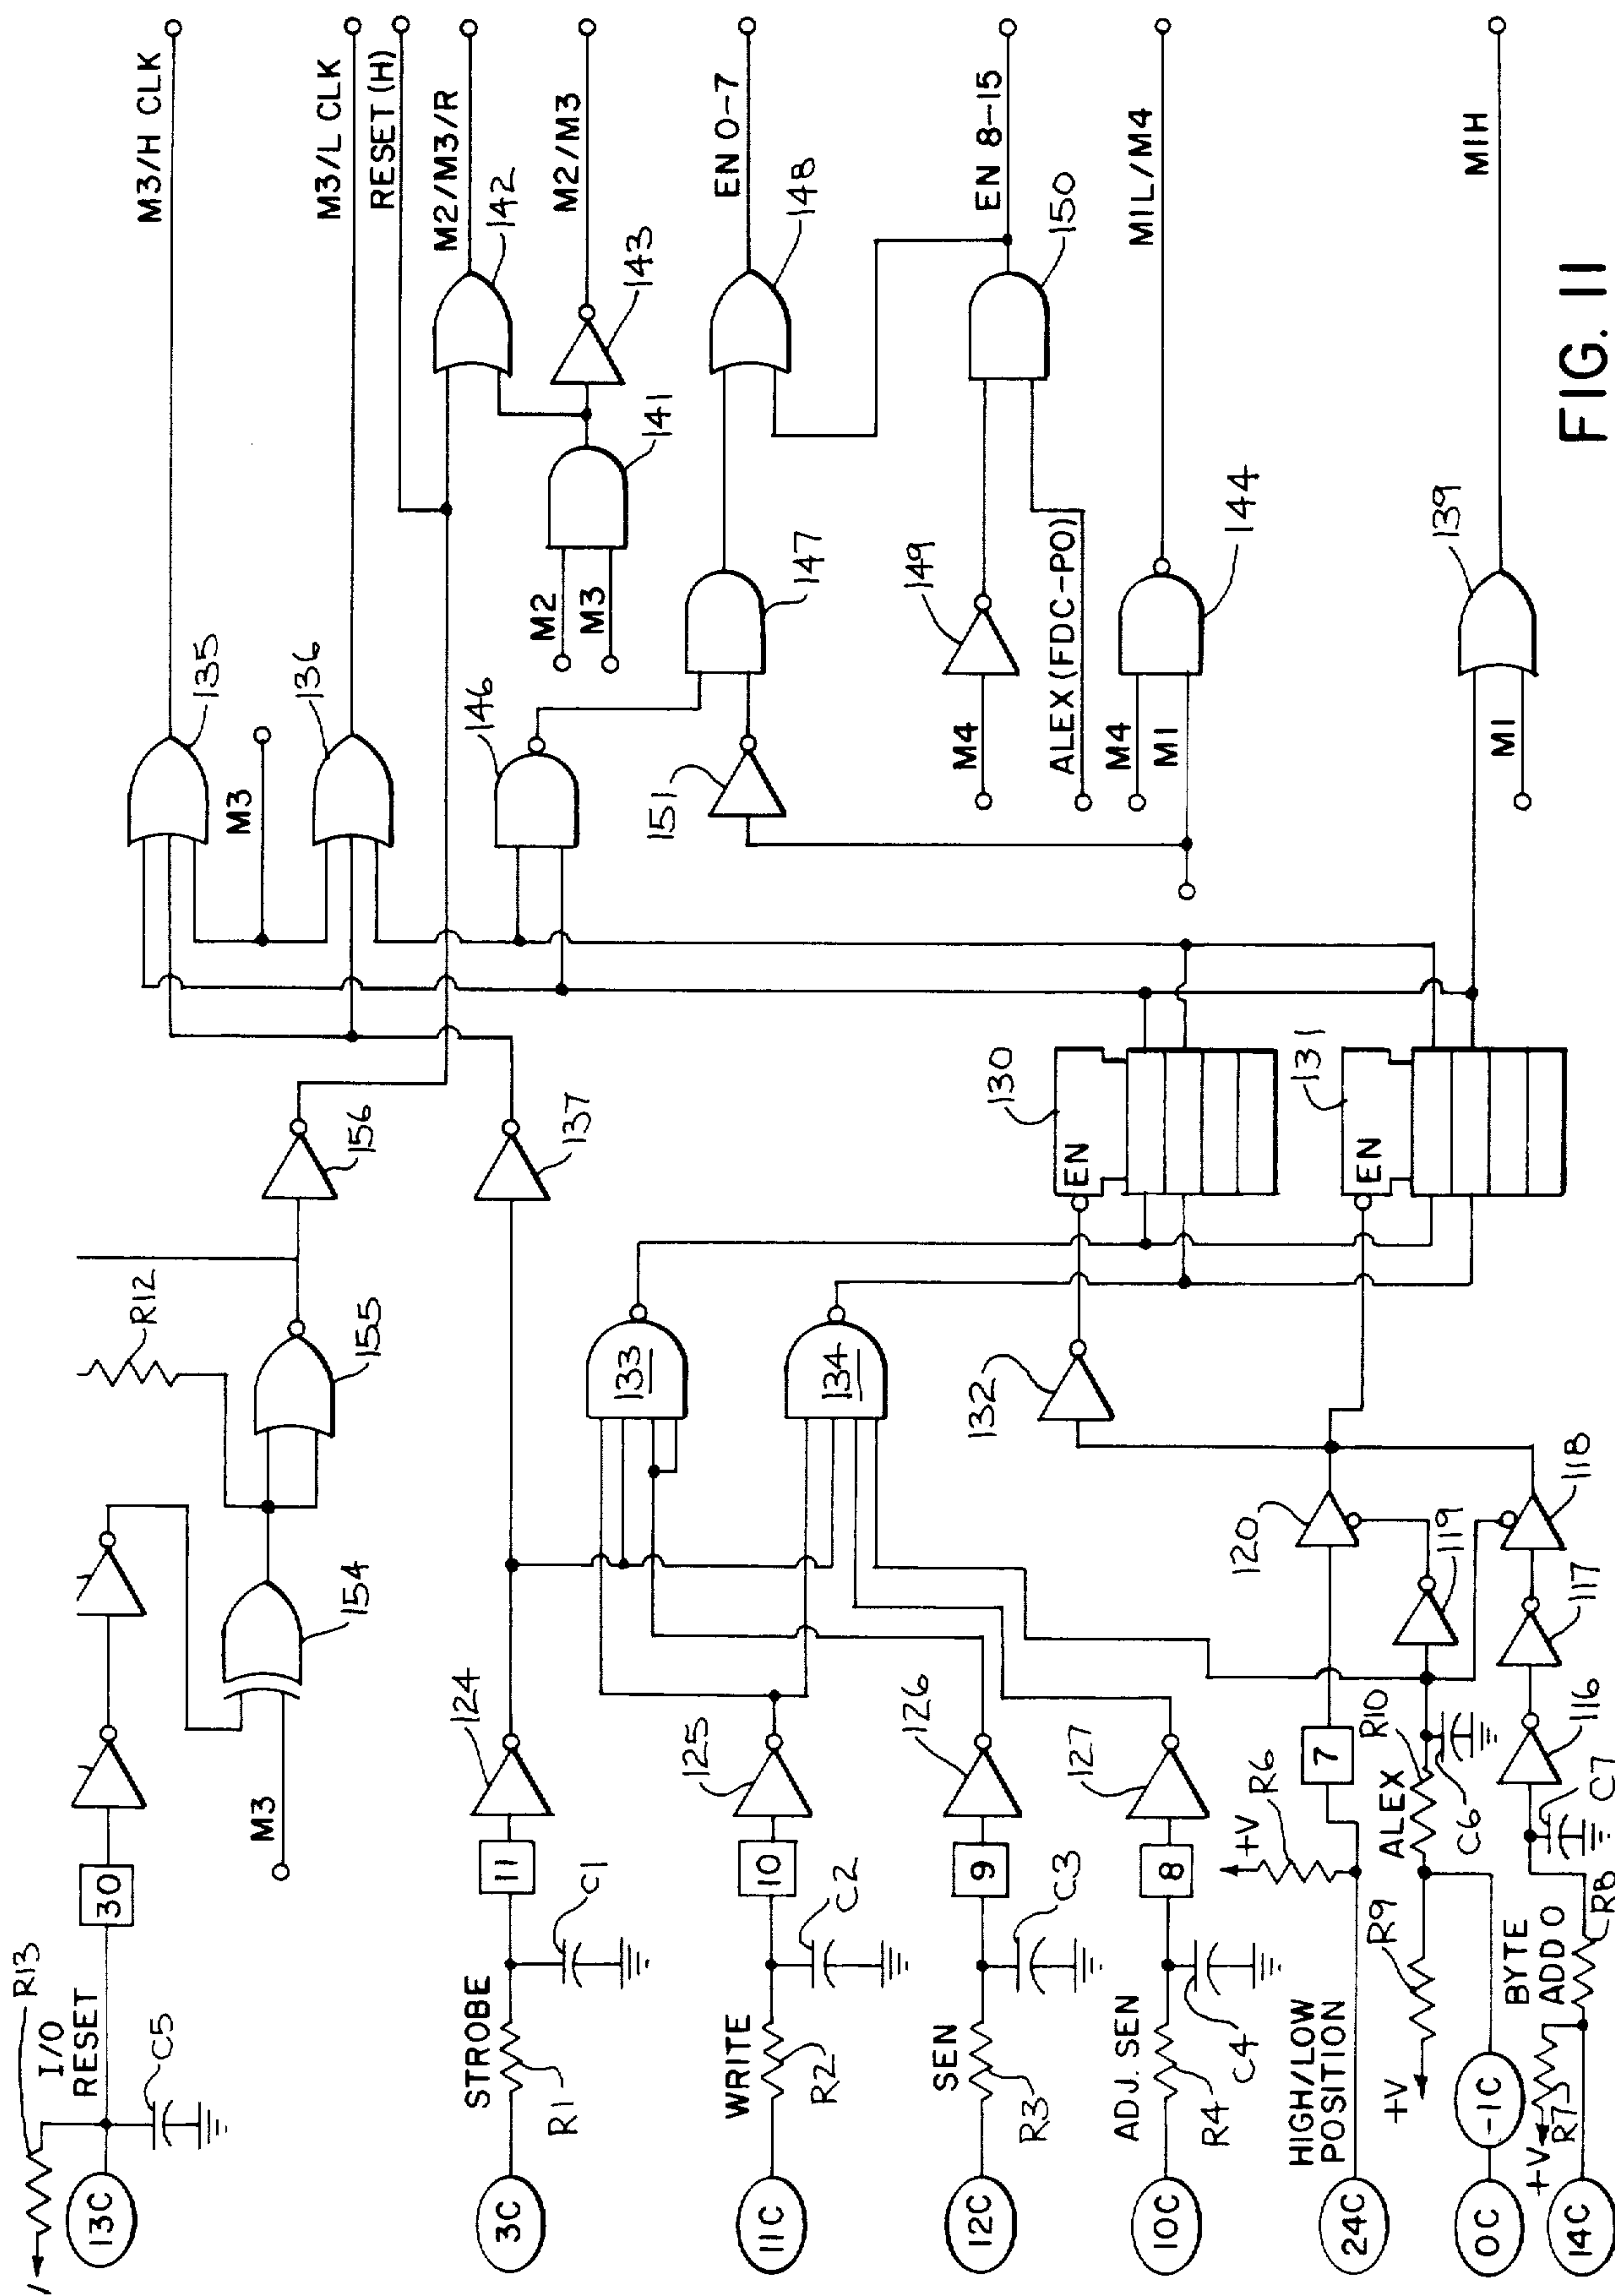 R13
I/O
RESET
13C
C5
30
M3
154
R12
155
156
M3/H CLK
135
M3
M3/L CLK
136
RESET (H)
M2/M3/R
142
STROBE
3C
R1
C1
11
124
137
M2
M3
141
143
M2/M3
WRITE
11C
R2
C2
10
125
133
146
147
151
148
EN 0-7
SEN
12C
R3
C3
9
126
134
M4
149
ALEX (FDC-PO)
150
EN 8-15
ADJ. SEN
10C
R4
C4
8
127
132
EN
130
M4
M1
144
M1L/M4
HIGH/LOW
POSITION
24C
+V
R6
7
120
EN
131
+V
R9
ALEX
R10
C6
119
0C
-1C
BYTE
ADD 0
+V
R7
R8
14C
C7
116
117
118
M1
139
M1H
FIG. 11